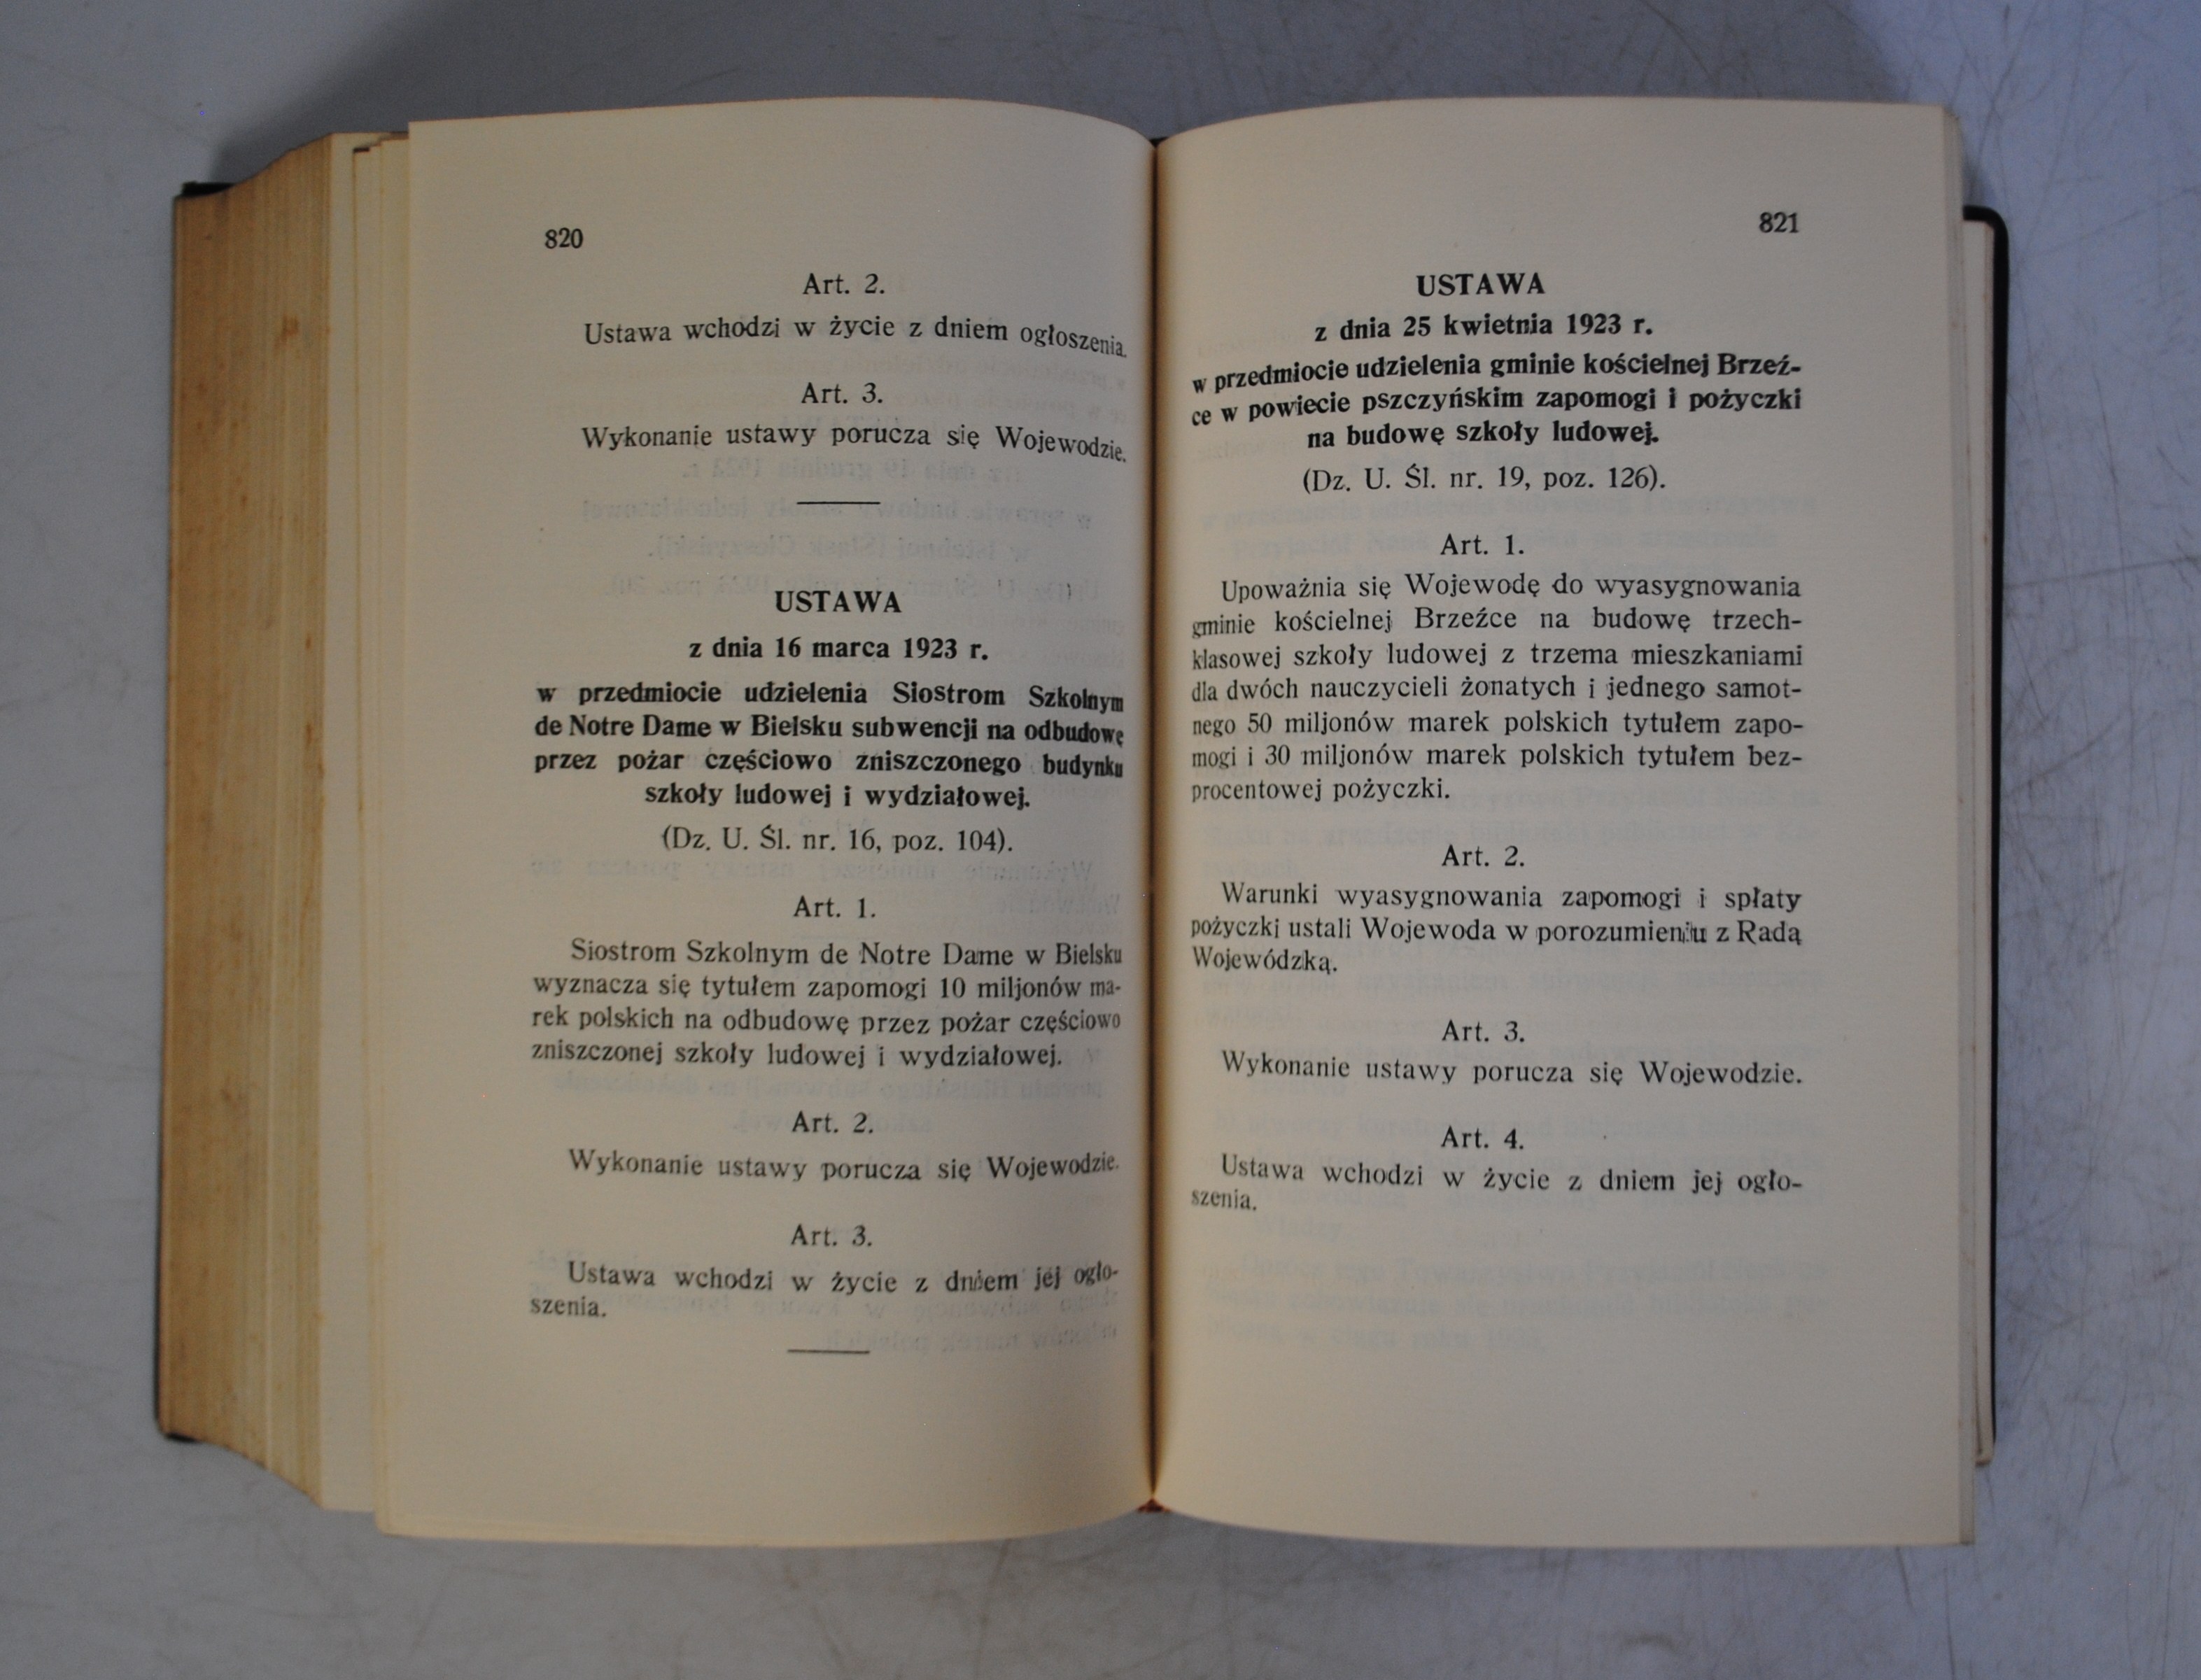 820
Art. 2.
Ustawa wchodzi w życie z dniem ogłoszenia.
Art. 3.
Wykonanie ustawy porucza się Wojewodzie.
USTAWA
z dnia 16 marca 1923 r.
w przedmiocie udzielenia Siostrom Szkolnym
de Notre Dame w Bielsku subwencji na odbudowę
przez pożar częściowo zniszczonego budynku
szkoły ludowej i wydziałowej.
(Dz. U. Śl. nr. 16, poz. 104).
Art. 1.
Siostrom Szkolnym de Notre Dame w Bielsku
wyznacza się tytułem zapomogi 10 miljonów ma-
rek polskich na odbudowę przez pożar częściowo
zniszczonej szkoły ludowej i wydziałowej.
Art. 2.
Wykonanie ustawy porucza się Wojewodzie.
Art. 3.
Ustawa wchodzi w życie z dniem jej ogło-
szenia.
821
USTAWA
z dnia 25 kwietnia 1923 r.
w przedmiocie udzielenia gminie kościelnej Brzeź-
ce w powiecie pszczyńskim zapomogi i pożyczki
na budowę szkoły ludowej.
(Dz. U. Śl. nr. 19, poz. 126).
Art. 1.
Upoważnia się Wojewodę do wyasygnowania
gminie kościelnej Brzeźce na budowę trzech-
klasowej szkoły ludowej z trzema mieszkaniami
dla dwóch nauczycieli żonatych i jednego samot-
nego 50 miljonów marek polskich tytułem zapo-
mogi i 30 miljonów marek polskich tytułem bez-
procentowej pożyczki.
Art. 2.
Warunki wyasygnowania zapomogi i spłaty
pożyczki ustali Wojewoda w porozumieniu z Radą
Wojewódzką.
Art. 3.
Wykonanie ustawy porucza się Wojewodzie.
Art. 4.
Ustawa wchodzi w życie z dniem jej ogło-
szenia.